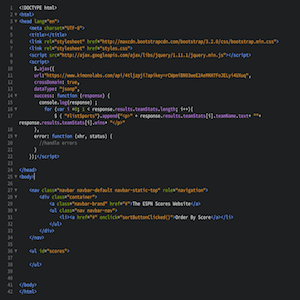 <!DOCTYPE html>
<html>
<head lang="en">
<meta charset="UTF-8">
<title></title>
<link rel="stylesheet" href="http://maxcdn.bootstrapcdn.com/bootstrap/3.2.0/css/bootstrap.min.css">
<link rel="stylesheet" href="styles.css">
<script src="http://ajax.googleapis.com/ajax/libs/jquery/1.11.1/jquery.min.js"></script>
<script>
$.ajax({
url:"https://www.kimonolabs.com/api/
crossDomain: true,
dataType: "jsonp",
success: function (response) {
console.log(response) ;
for (var i =0; i < response.results.teamStats.length; i++){
$ ( "#listSports").append("<p>" + response.results.teamStats[i].teamName.text+ " "+
response.results.teamStats[i].wins+ "</p>"
},
error: function (xhr, status) {
//handle errors
}
});</script>
</head>
<body>
<nav class="navbar navbar-default navbar-static-top" role="navigation">
<div class="container">
<a class="navbar-brand" href="#">The ESPN Scores Website</a>
<ul class="nav navbar-nav">
<li><a href="#" onclick="sortButtonClicked()">Order By Score</a></li>
</ul>
</div>
</nav>
<ul id="scores">
</ul>
</body>
</html>